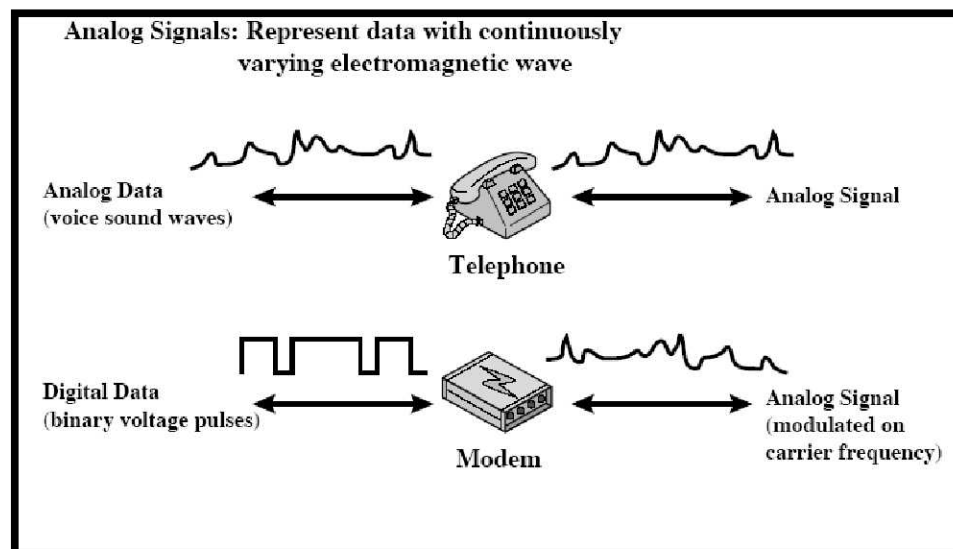 Analog Signals: Represent data with continuously
varying electromagnetic wave
Analog Data
(voice sound waves)
Analog Signal
Telephone
Digital Data
(binary voltage pulses)
Analog Signal
(modulated on
carrier frequency)
Modem